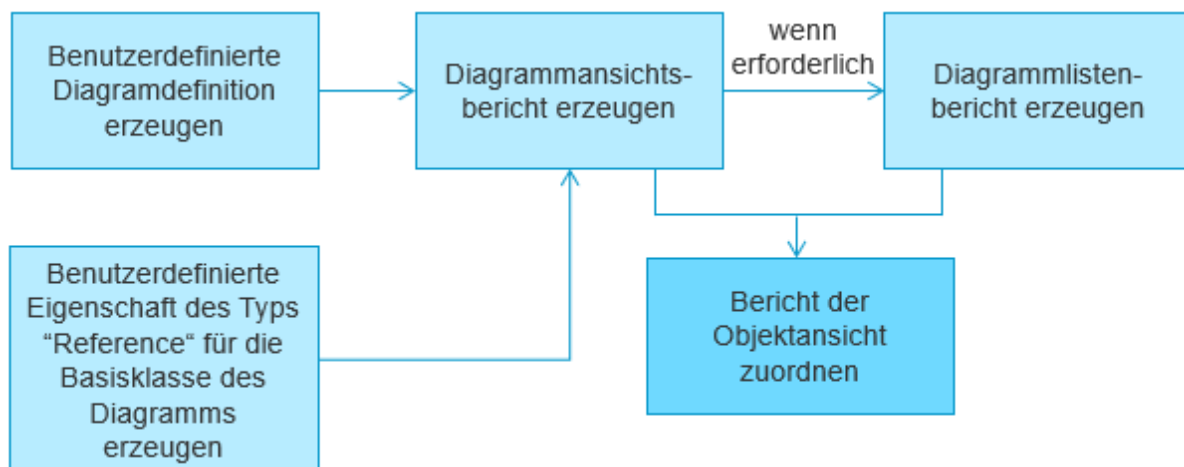 Benutzerdefinierte
Diagramdefinition
erzeugen
Diagrammansichts-
bericht erzeugen
wenn
erforderlich
Diagrammlisten-
bericht erzeugen
Benutzerdefinierte
Eigenschaft des Typs
“Reference“ für die
Basisklasse des
Diagramms
erzeugen
Bericht der
Objektansicht
zuordnen